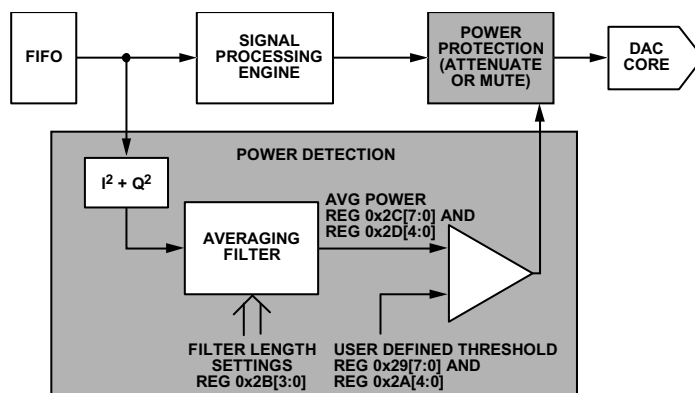 FIFO
SIGNAL
PROCESSING
ENGINE
POWER
PROTECTION
(ATTENUATE
OR MUTE)
DAC
CORE
POWER DETECTION
I² + Q²
AVERAGING
FILTER
AVG POWER
REG 0x2C[7:0] AND
REG 0x2D[4:0]
FILTER LENGTH
SETTINGS
REG 0x2B[3:0]
USER DEFINED THRESHOLD
REG 0x29[7:0] AND
REG 0x2A[4:0]